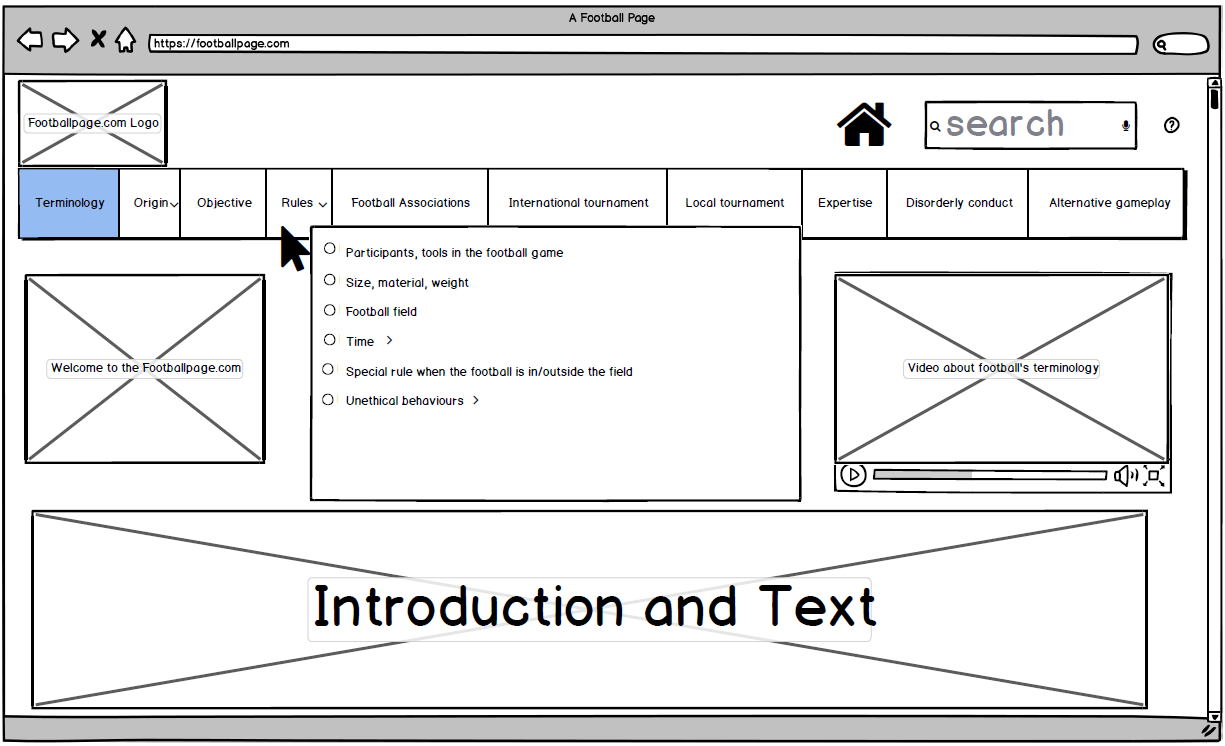 A Football Page
https://footballpage.com
Footballpage.com Logo
search
Terminology
Origin
Objective
Rules
Football Associations
International tournament
Local tournament
Expertise
Disorderly conduct
Alternative gameplay
Participants, tools in the football game
Size, material, weight
Football field
Time
Special rule when the football is in/outside the field
Unethical behaviours
Welcome to the Footballpage.com
Video about football's terminology
Introduction and Text